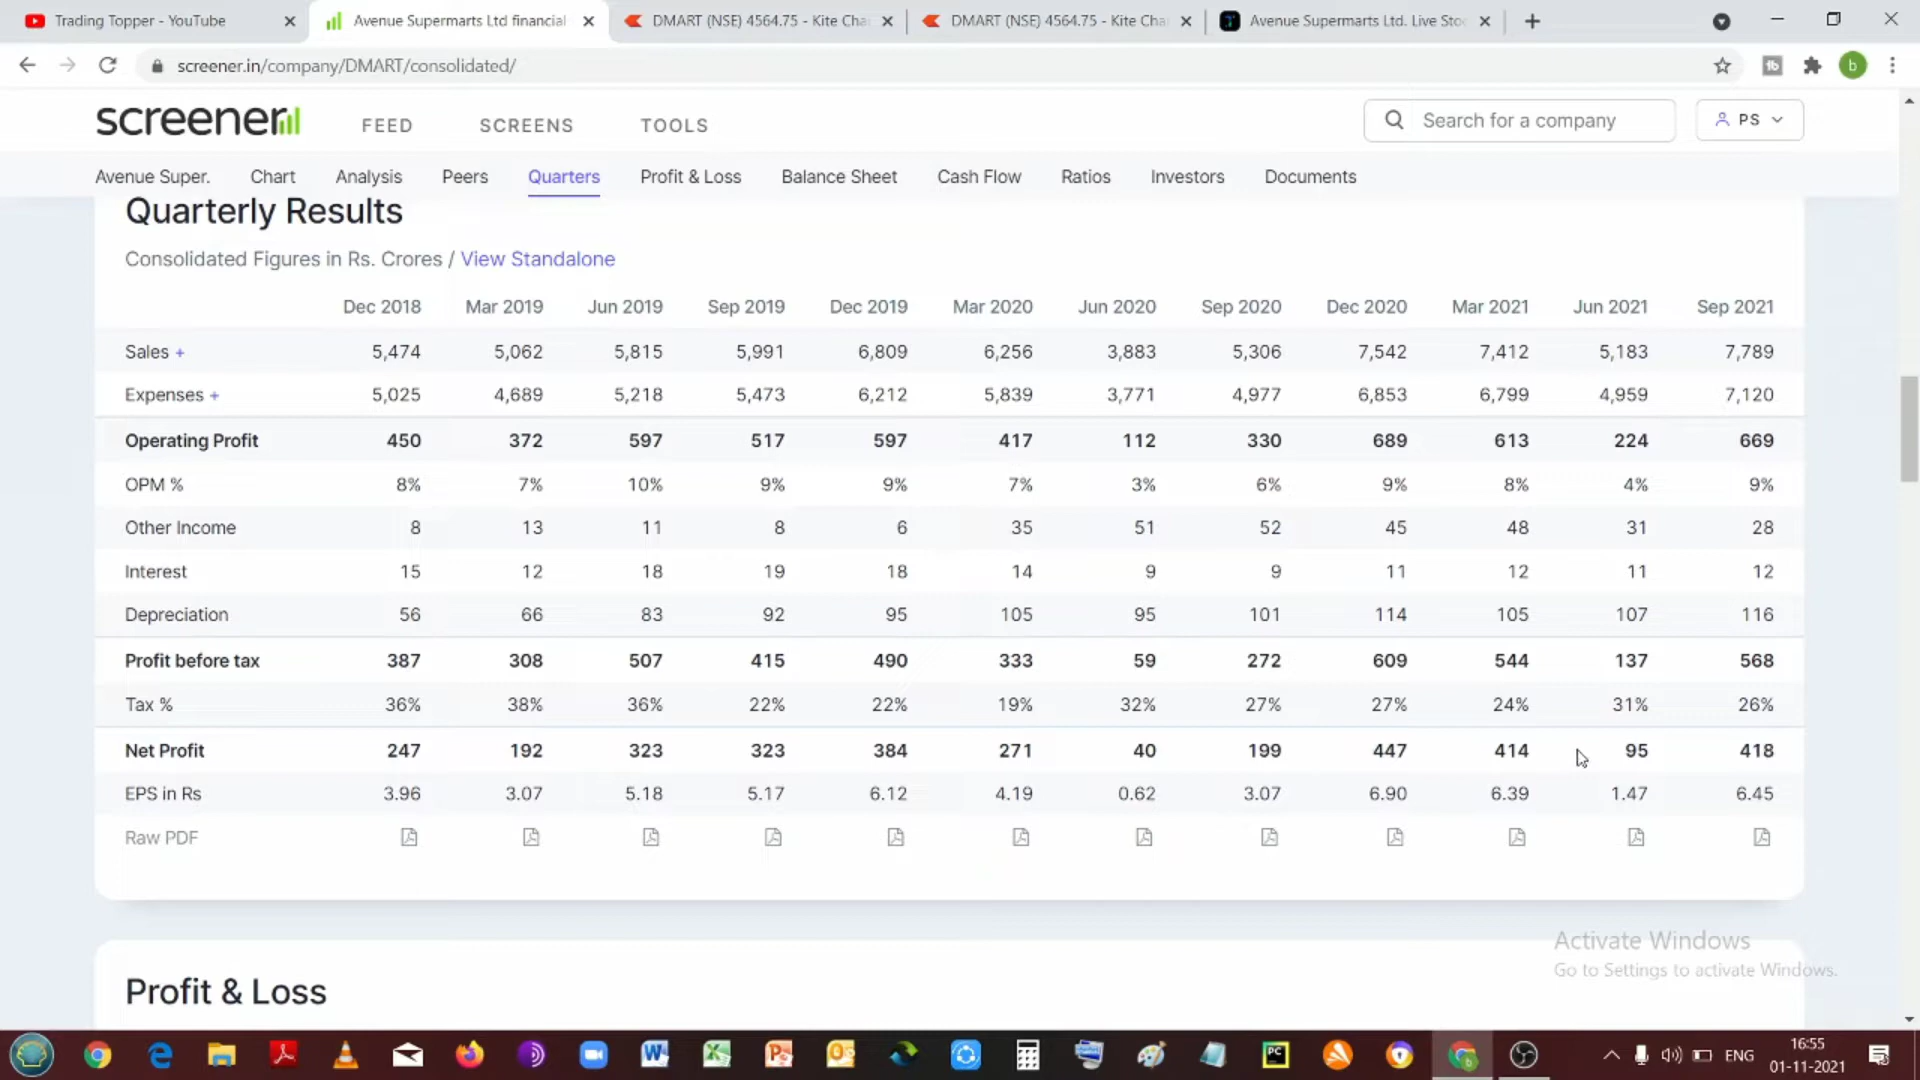 Trading Topper - YouTube
Avenue Supermarts Ltd financial
DMART (NSE) 4564.75 - Kite Cha
DMART (NSE) 4564.75 - Kite Cha
Avenue Supermarts Ltd. Live Stoc
screener.in/company/DMART/consolidated/
b
screener
FEED SCREENS TOOLS
Search for a company
PS
Avenue Super. Chart Analysis Peers Quarters Profit & Loss Balance Sheet Cash Flow Ratios Investors Documents
Quarterly Results
Consolidated Figures in Rs. Crores / View Standalone
Dec 2018 Mar 2019 Jun 2019 Sep 2019 Dec 2019 Mar 2020 Jun 2020 Sep 2020 Dec 2020 Mar 2021 Jun 2021 Sep 2021
Sales + 5,474 5,062 5,815 5,991 6,809 6,256 3,883 5,306 7,542 7,412 5,183 7,789
Expenses + 5,025 4,689 5,218 5,473 6,212 5,839 3,771 4,977 6,853 6,799 4,959 7,120
Operating Profit 450 372 597 517 597 417 112 330 689 613 224 669
OPM % 8% 7% 10% 9% 9% 7% 3% 6% 9% 8% 4% 9%
Other Income 8 13 11 8 6 35 51 52 45 48 31 28
Interest 15 12 18 19 18 14 9 9 11 12 11 12
Depreciation 56 66 83 92 95 105 95 101 114 105 107 116
Profit before tax 387 308 507 415 490 333 59 272 609 544 137 568
Tax % 36% 38% 36% 22% 22% 19% 32% 27% 27% 24% 31% 26%
Net Profit 247 192 323 323 384 271 40 199 447 414 95 418
EPS in Rs 3.96 3.07 5.18 5.17 6.12 4.19 0.62 3.07 6.90 6.39 1.47 6.45
Raw PDF
Activate Windows
Go to Settings to activate Windows.
Profit & Loss
ENG
16:55
01-11-2021